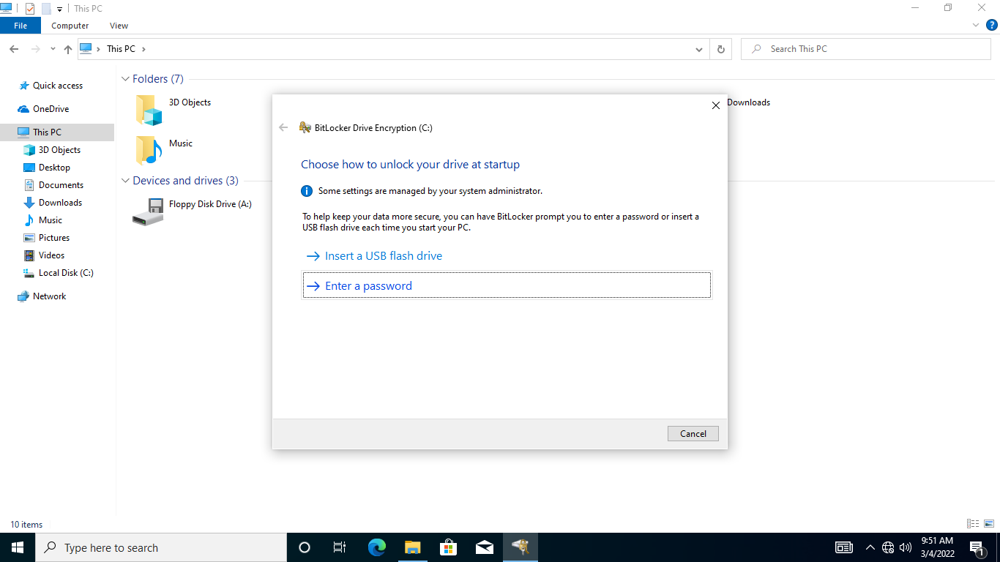 This PC
File Computer View
This PC
Search This PC
Quick access
OneDrive
This PC
3D Objects
Desktop
Documents
Downloads
Music
Pictures
Videos
Local Disk (C:)
Network
Folders (7)
3D Objects
Downloads
Music
Devices and drives (3)
Floppy Disk Drive (A:)
BitLocker Drive Encryption (C:)
Choose how to unlock your drive at startup
Some settings are managed by your system administrator.
To help keep your data more secure, you can have BitLocker prompt you to enter a password or insert a
USB flash drive each time you start your PC.
Insert a USB flash drive
Enter a password
Cancel
10 items
Type here to search
9:51 AM
3/4/2022
1